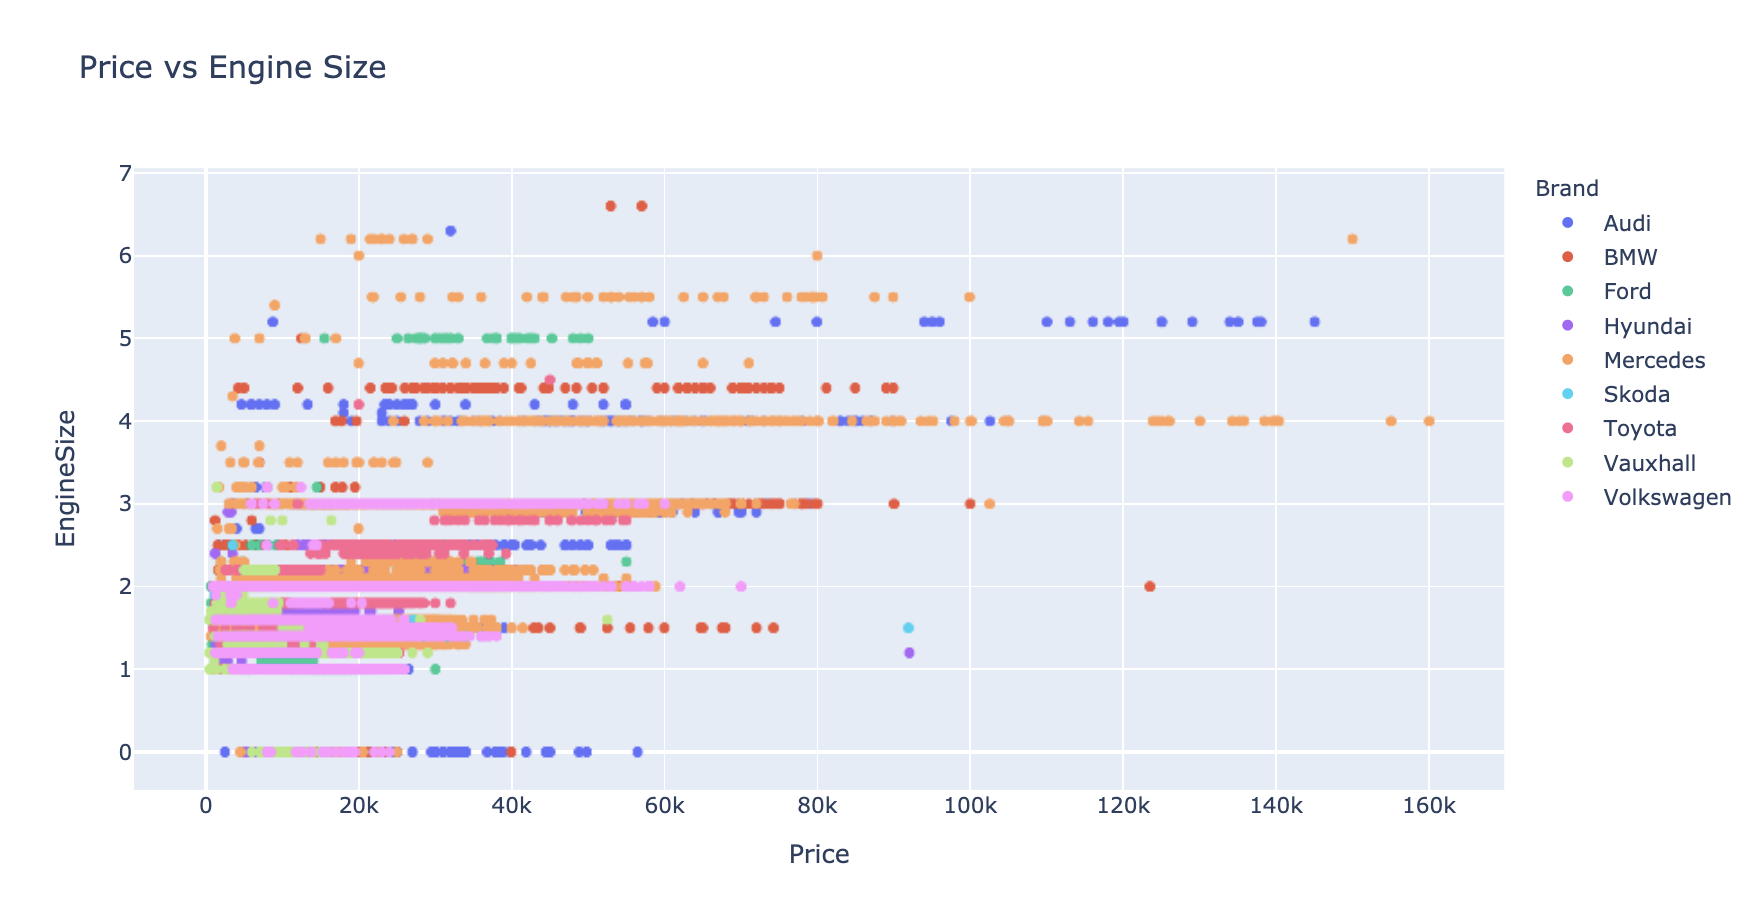 Price vs Engine Size
7
6
5
4
3
2
1
0
EngineSize
0 20k 40k 60k 80k 100k 120k 140k 160k
Price
Brand
Audi
BMW
Ford
Hyundai
Mercedes
Skoda
Toyota
Vauxhall
Volkswagen